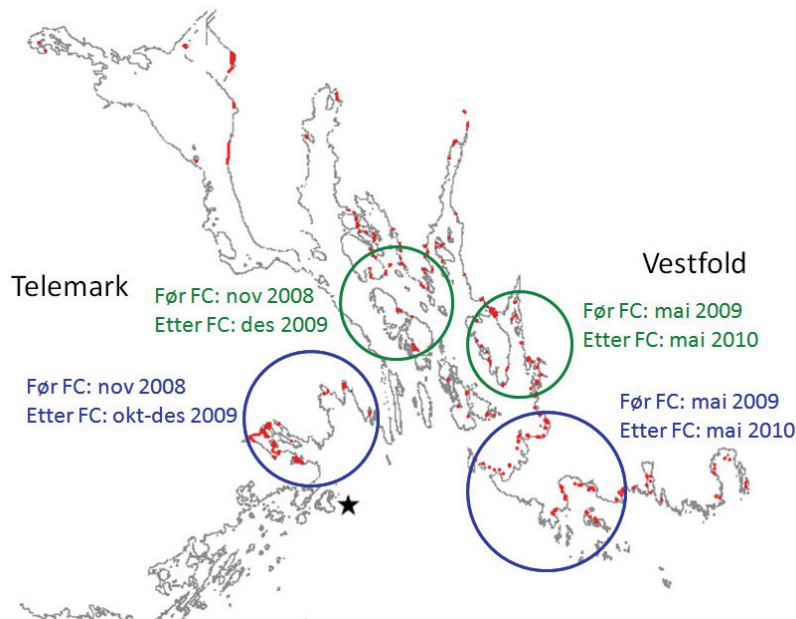 Telemark
Før FC: nov 2008
Etter FC: des 2009
Vestfold
Før FC: mai 2009
Etter FC: mai 2010
Før FC: nov 2008
Etter FC: okt-des 2009
Før FC: mai 2009
Etter FC: mai 2010